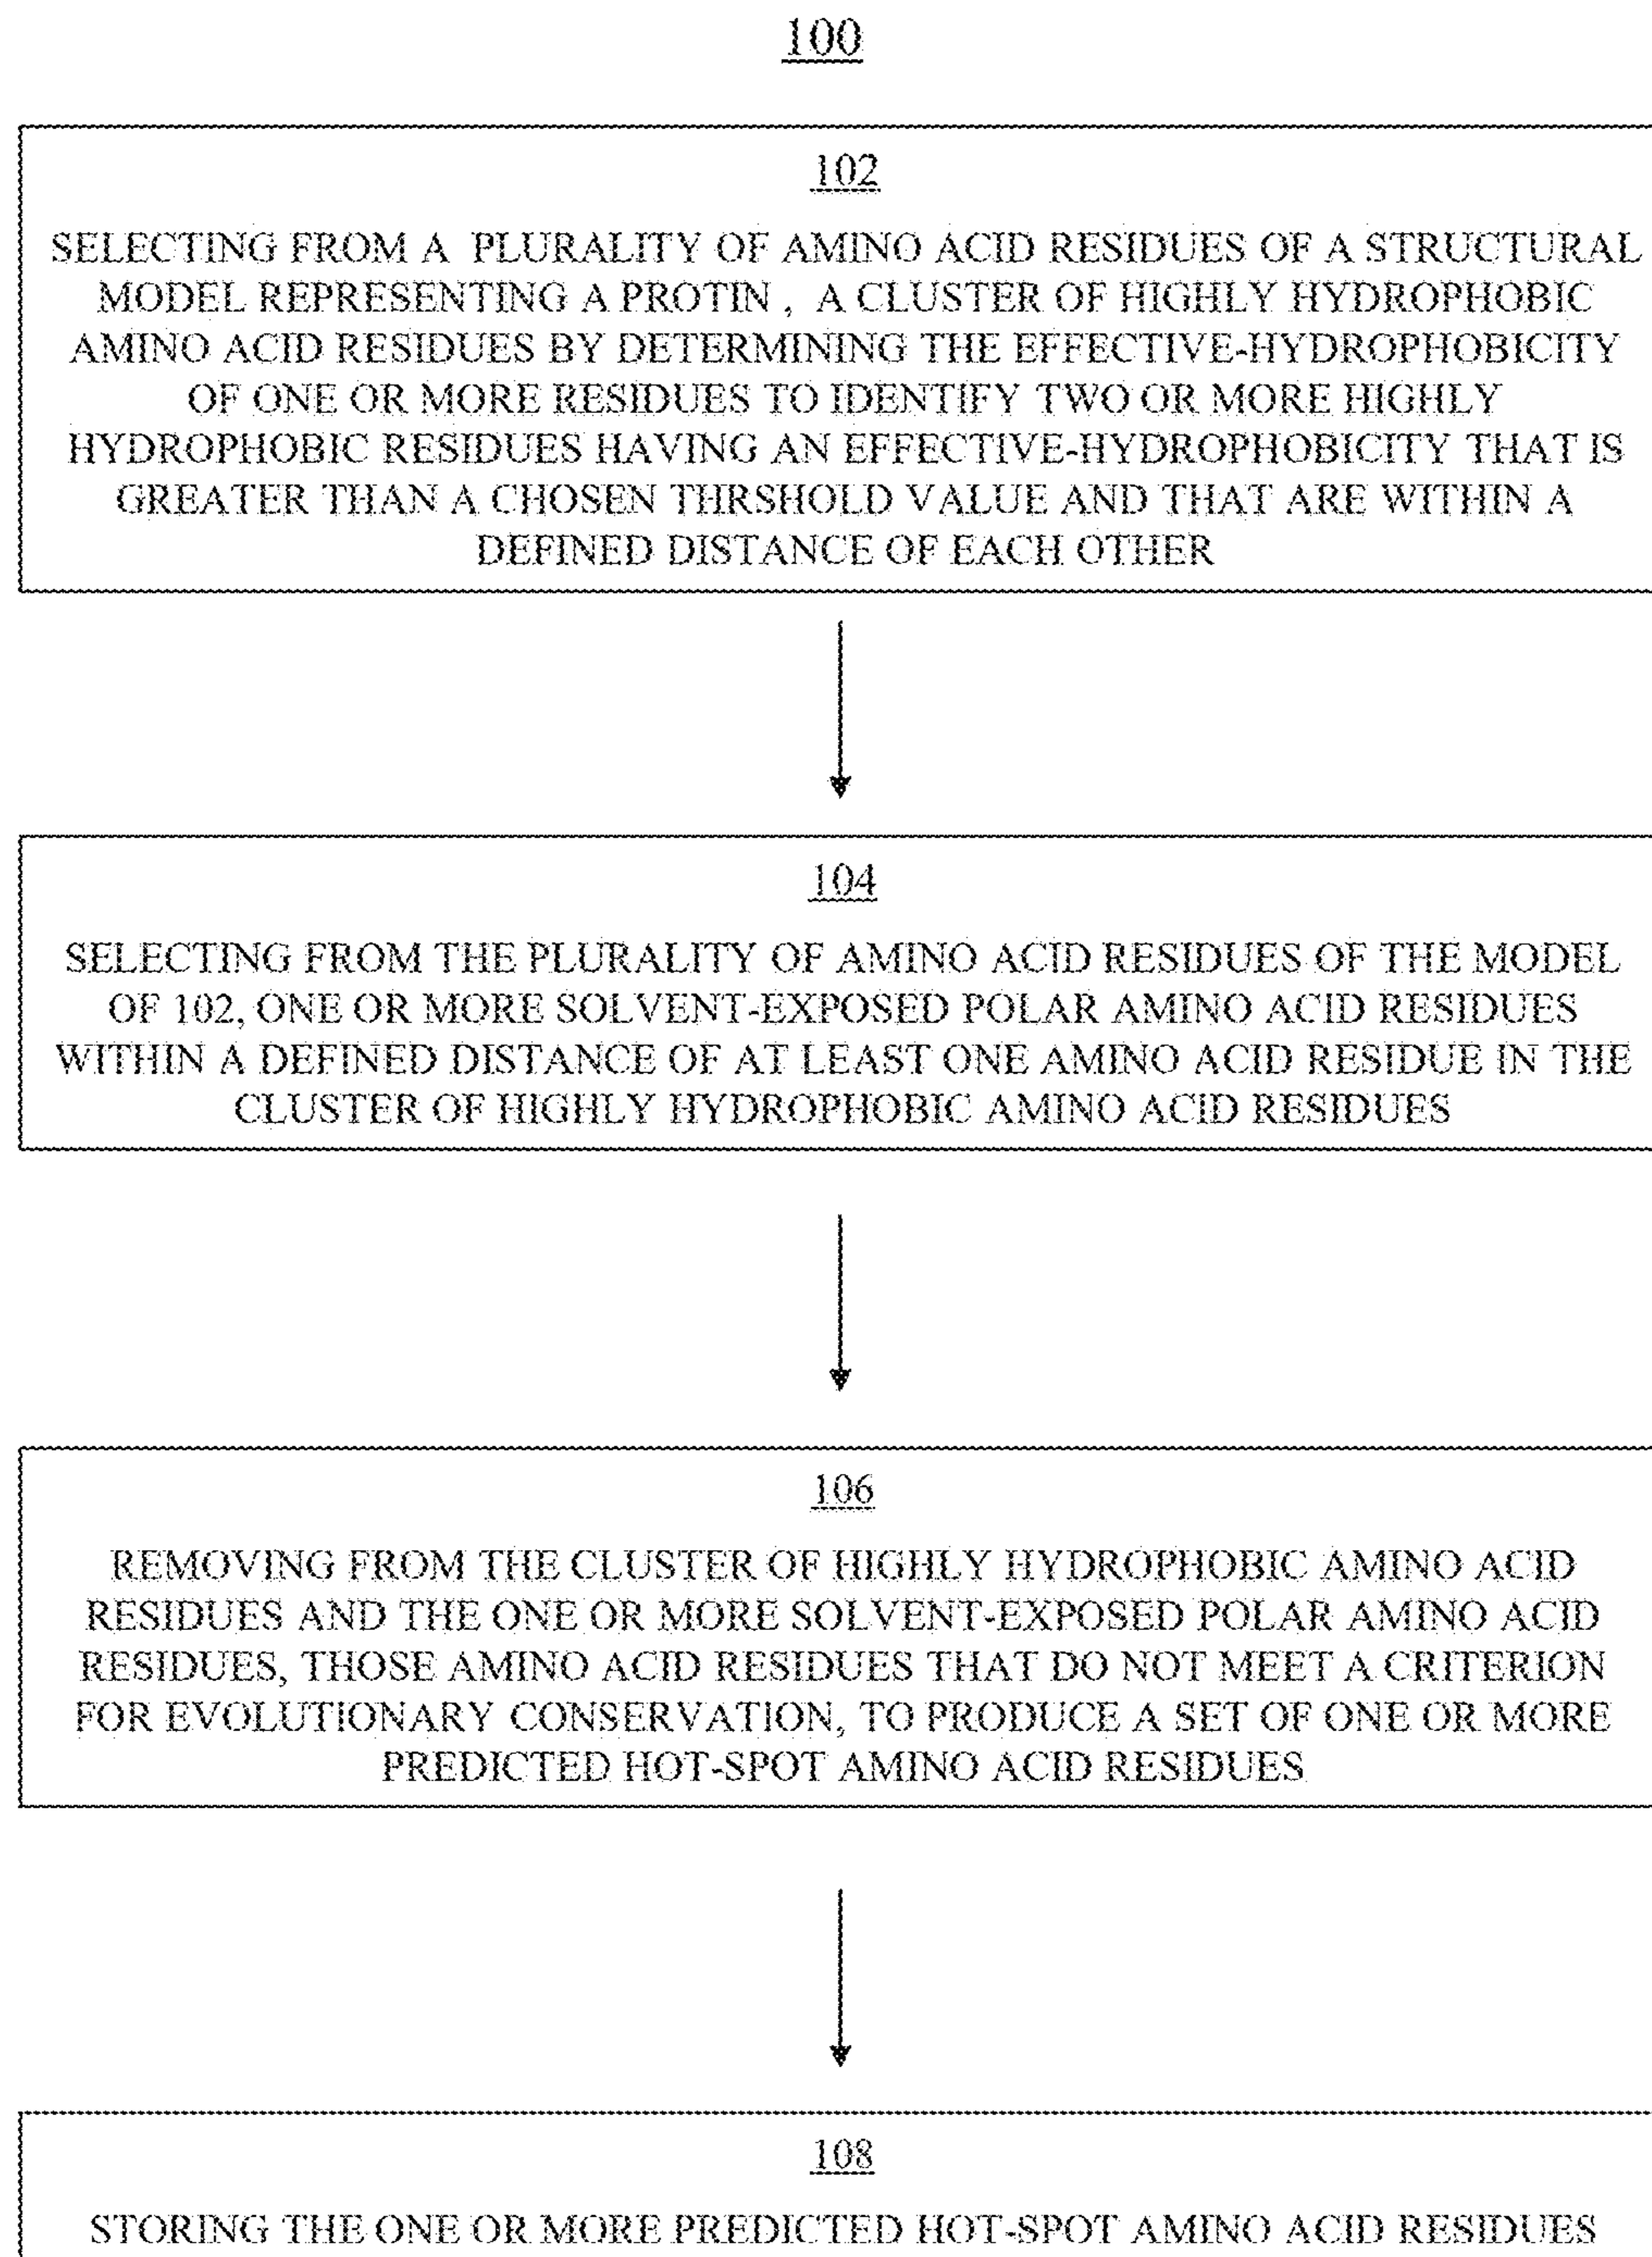 100
102
SELECTING FROM A PLURALITY OF AMINO ACID RESIDUES OF A STRUCTURAL
MODEL REPRESENTING A PROTIN , A CLUSTER OF HIGHLY HYDROPHOBIC
AMINO ACID RESIDUES BY DETERMINING THE EFFECTIVE-HYDROPHOBICITY
OF ONE OR MORE RESIDUES TO IDENTIFY TWO OR MORE HIGHLY
HYDROPHOBIC RESIDUES HAVING AN EFFECTIVE-HYDROPHOBICITY THAT IS
GREATER THAN A CHOSEN THRSHOLD VALUE AND THAT ARE WITHIN A
DEFINED DISTANCE OF EACH OTHER
104
SELECTING FROM THE PLURALITY OF AMINO ACID RESIDUES OF THE MODEL
OF 102, ONE OR MORE SOLVENT-EXPOSED POLAR AMINO ACID RESIDUES
WITHIN A DEFINED DISTANCE OF AT LEAST ONE AMINO ACID RESIDUE IN THE
CLUSTER OF HIGHLY HYDROPHOBIC AMINO ACID RESIDUES
106
REMOVING FROM THE CLUSTER OF HIGHLY HYDROPHOBIC AMINO ACID
RESIDUES AND THE ONE OR MORE SOLVENT-EXPOSED POLAR AMINO ACID
RESIDUES, THOSE AMINO ACID RESIDUES THAT DO NOT MEET A CRITERION
FOR EVOLUTIONARY CONSERVATION, TO PRODUCE A SET OF ONE OR MORE
PREDICTED HOT-SPOT AMINO ACID RESIDUES
108
STORING THE ONE OR MORE PREDICTED HOT-SPOT AMINO ACID RESIDUES